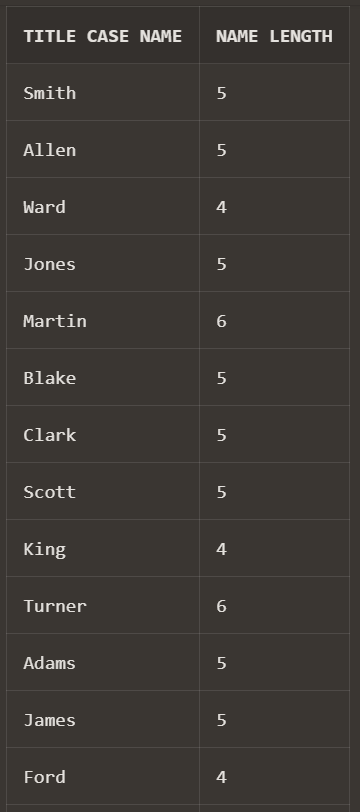 TITLE CASE NAME NAME LENGTH
Smith 5
Allen 5
Ward 4
Jones 5
Martin 6
Blake 5
Clark 5
Scott 5
King 4
Turner 6
Adams 5
James 5
Ford 4